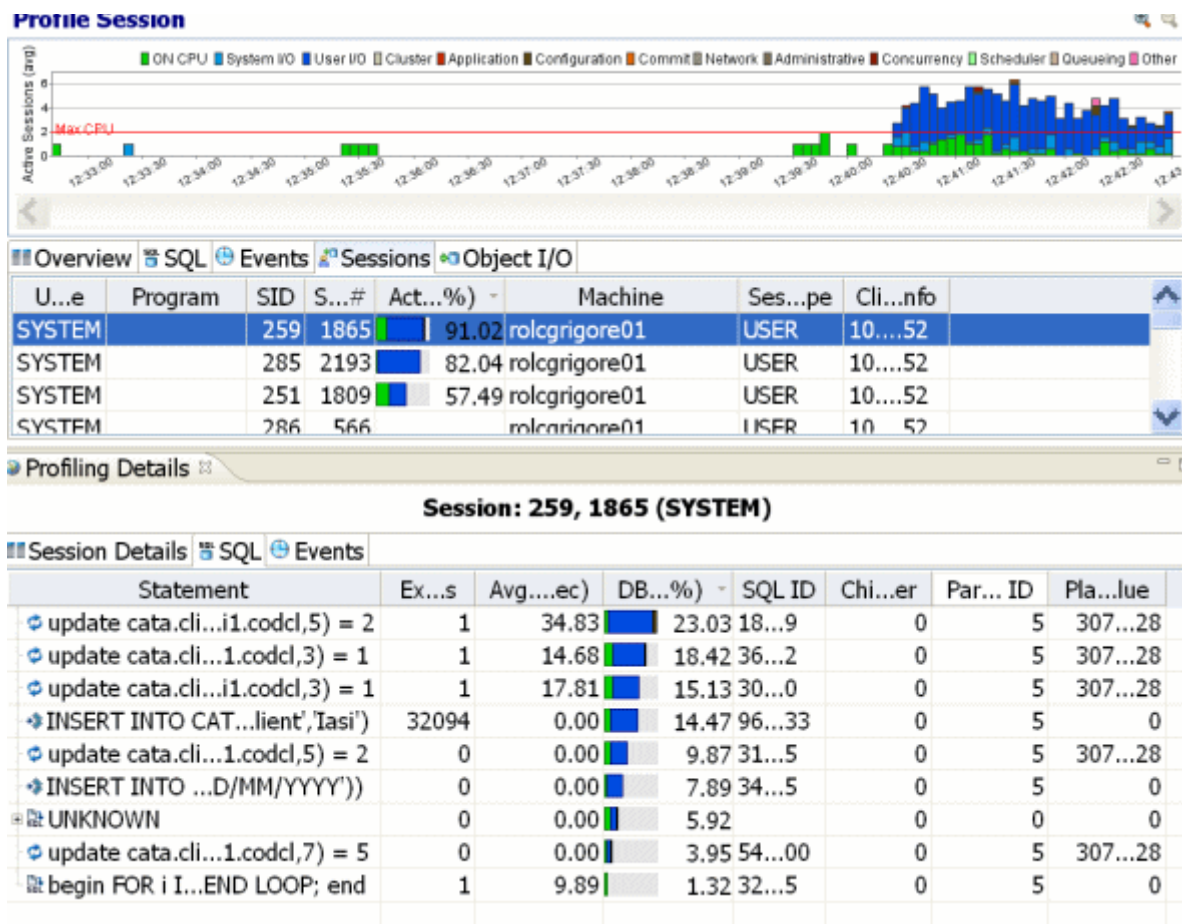 Profile Session
ON CPU System I/O User I/O Cluster Application Configuration Commit Network Administrative Concurrency Scheduler Queueing Other
Active Sessions (avg)
6
4
2
0
Max CPU
12:33:00 12:33:30 12:34:00 12:34:30 12:35:00 12:35:30 12:36:00 12:36:30 12:37:00 12:37:30 12:38:00 12:38:30 12:39:00 12:39:30 12:40:00 12:40:30 12:41:00 12:41:30 12:42:00 12:42:30 12:43
Overview SQL Events Sessions Object I/O
U...e Program SID S...# Act...%) Machine Ses...pe Cli...nfo
SYSTEM 259 1865 91.02 rolcgrigore01 USER 10....52
SYSTEM 285 2193 82.04 rolcgrigore01 USER 10....52
SYSTEM 251 1809 57.49 rolcgrigore01 USER 10....52
SYSTEM 286 566 rolcgrigore01 USER 10....52
Profiling Details
Session: 259, 1865 (SYSTEM)
Session Details SQL Events
Statement Ex...s Avg....ec) DB...%) SQL ID Chi...er Par... ID Pla...lue
update cata.cli...i1.codcl,5) = 2 1 34.83 23.03 18...9 0 5 307...28
update cata.cli...1.codcl,3) = 1 1 14.68 18.42 36...2 0 5 307...28
update cata.cli...i1.codcl,3) = 1 1 17.81 15.13 30...0 0 5 307...28
INSERT INTO CAT...lient','Iasi') 32094 0.00 14.47 96...33 0 5 0
update cata.cli...1.codcl,5) = 2 0 0.00 9.87 31...5 0 5 307...28
INSERT INTO ...D/MM/YYYY')) 0 0.00 7.89 34...5 0 5 0
UNKNOWN 0 0.00 5.92 0 0 0
update cata.cli...1.codcl,7) = 5 0 0.00 3.95 54...00 0 5 307...28
begin FOR i I...END LOOP; end 1 9.89 1.32 32...5 0 5 0